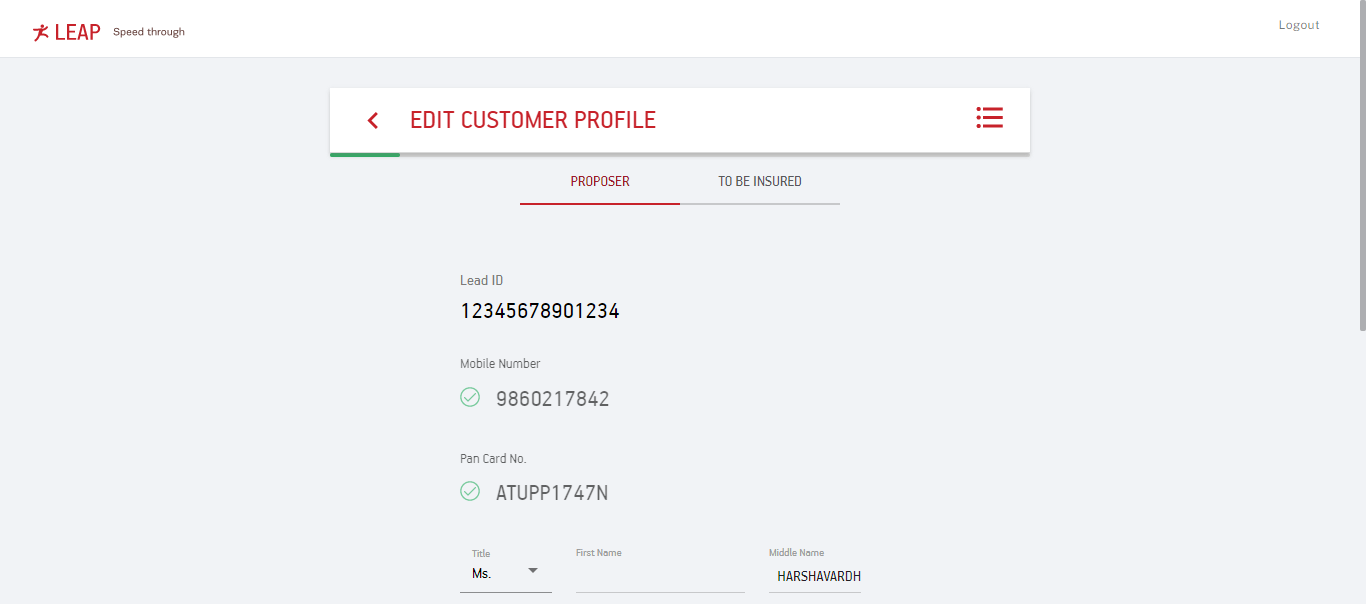 LEAP Speed through
Logout
EDIT CUSTOMER PROFILE
PROPOSER TO BE INSURED
Lead ID
12345678901234
Mobile Number
9860217842
Pan Card No.
ATUPP1747N
Title First Name Middle Name
Ms. HARSHAVARDH